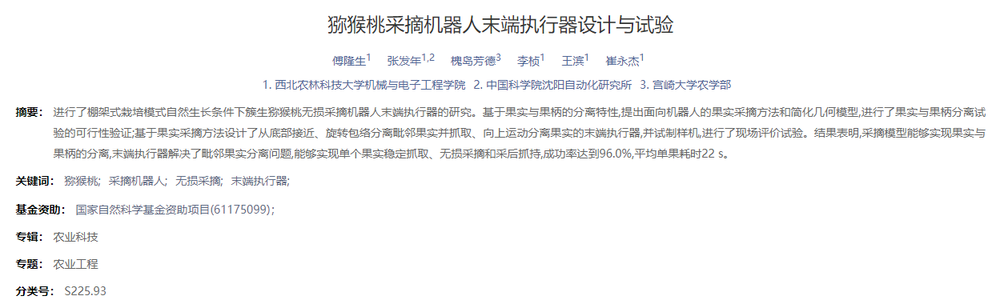 猕猴桃采摘机器人末端执行器设计与试验
傅隆生1 张发年1,2 槐岛芳德3 李桢1 王滨1 崔永杰1
1. 西北农林科技大学机械与电子工程学院 2. 中国科学院沈阳自动化研究所 3. 宫崎大学农学部
摘要： 进行了棚架式栽培模式自然生长条件下簇生猕猴桃无损采摘机器人末端执行器的研究。基于果实与果柄的分离特性,提出面向机器人的果实采摘方法和简化几何模型,进行了果实与果柄分离试
验的可行性验证;基于果实采摘方法设计了从底部接近、旋转包络分离毗邻果实并抓取、向上运动分离果实的末端执行器,并试制样机,进行了现场评价试验。结果表明,采摘模型能够实现果实与
果柄的分离,末端执行器解决了毗邻果实分离问题,能够实现单个果实稳定抓取、无损采摘和采后抓持,成功率达到96.0%,平均单果耗时22 s。
关键词： 猕猴桃; 采摘机器人; 无损采摘; 末端执行器;
基金资助： 国家自然科学基金资助项目(61175099);
专辑： 农业科技
专题： 农业工程
分类号： S225.93